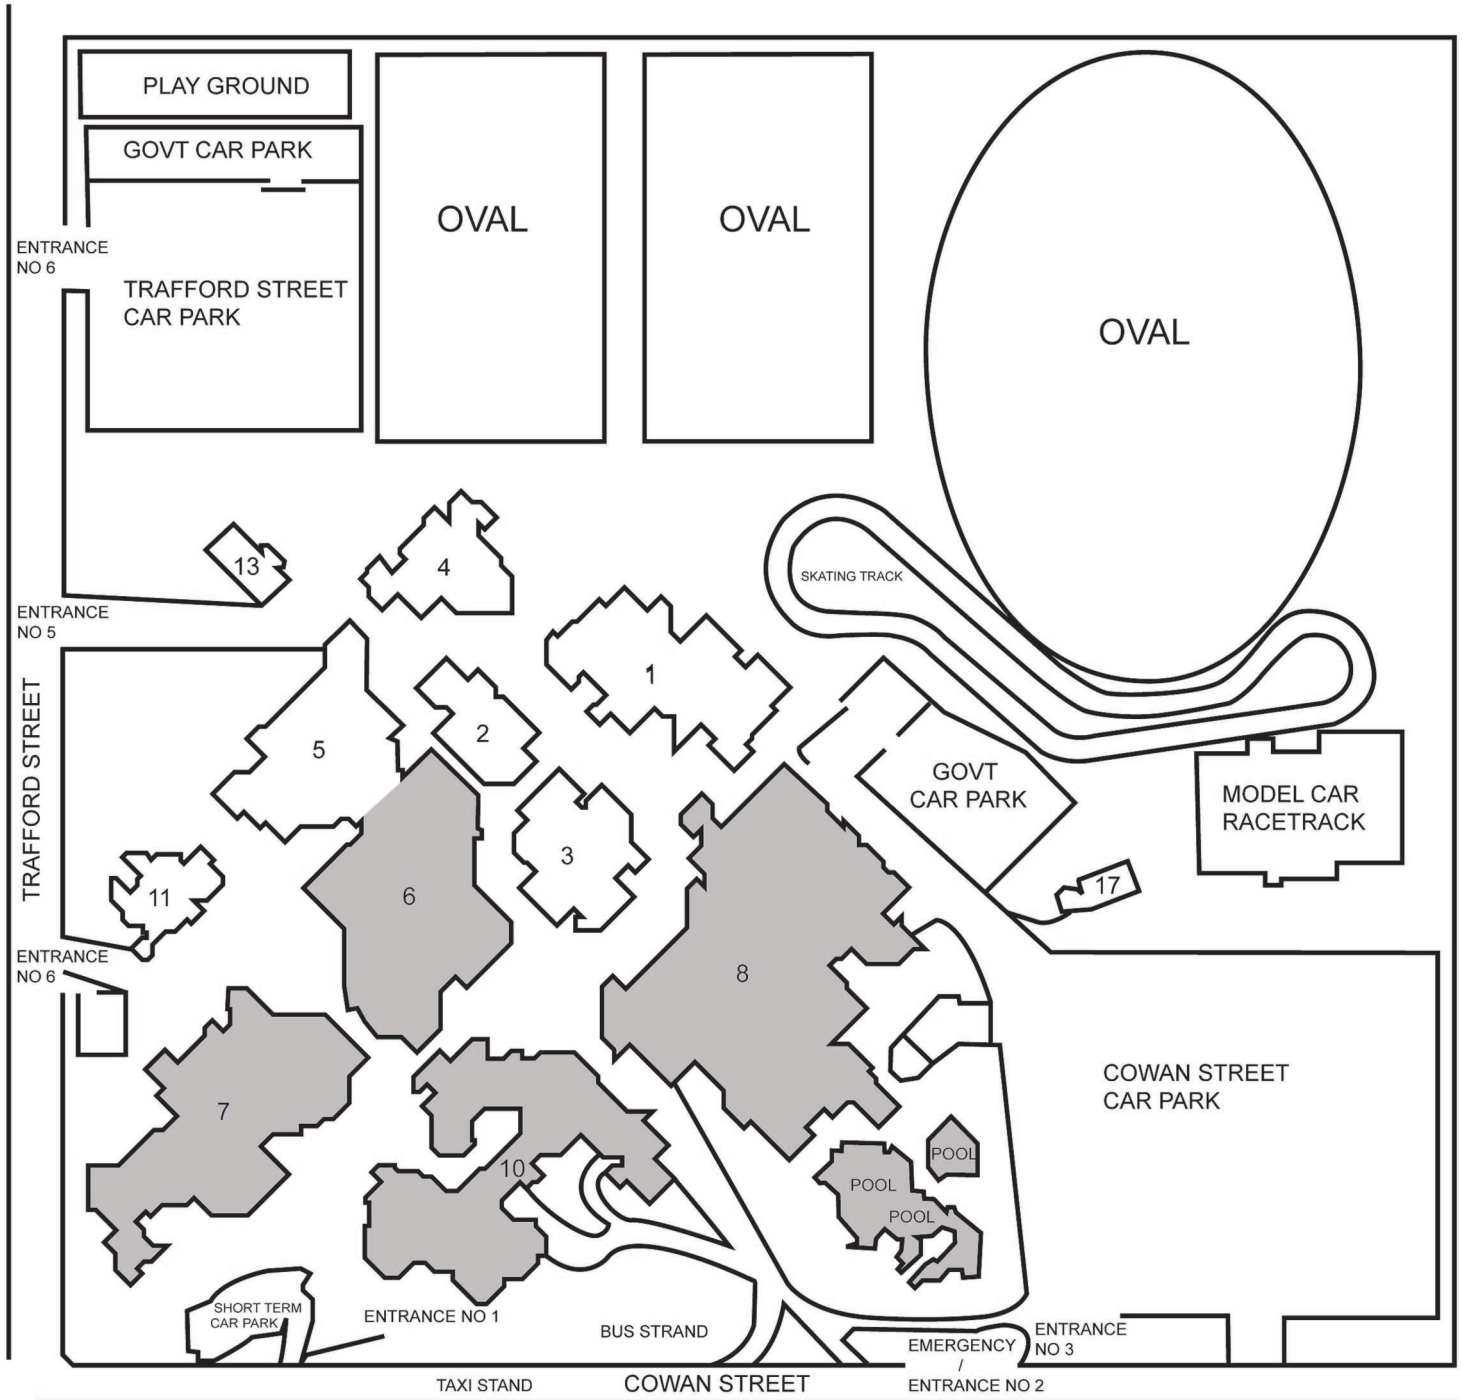 PLAY GROUND
GOVT CAR PARK
OVAL
OVAL
OVAL
ENTRANCE
NO 6
TRAFFORD STREET
CAR PARK
SKATING TRACK
13
4
ENTRANCE
NO 5
1
2
5
TRAFFORD STREET
GOVT
CAR PARK
MODEL CAR
RACETRACK
3
11
6
17
ENTRANCE
NO 6
8
COWAN STREET
CAR PARK
7
10
POOL
POOL
POOL
SHORT TERM
CAR PARK
ENTRANCE NO 1
BUS STRAND
EMERGENCY
/
ENTRANCE NO 2
ENTRANCE
NO 3
TAXI STAND
COWAN STREET